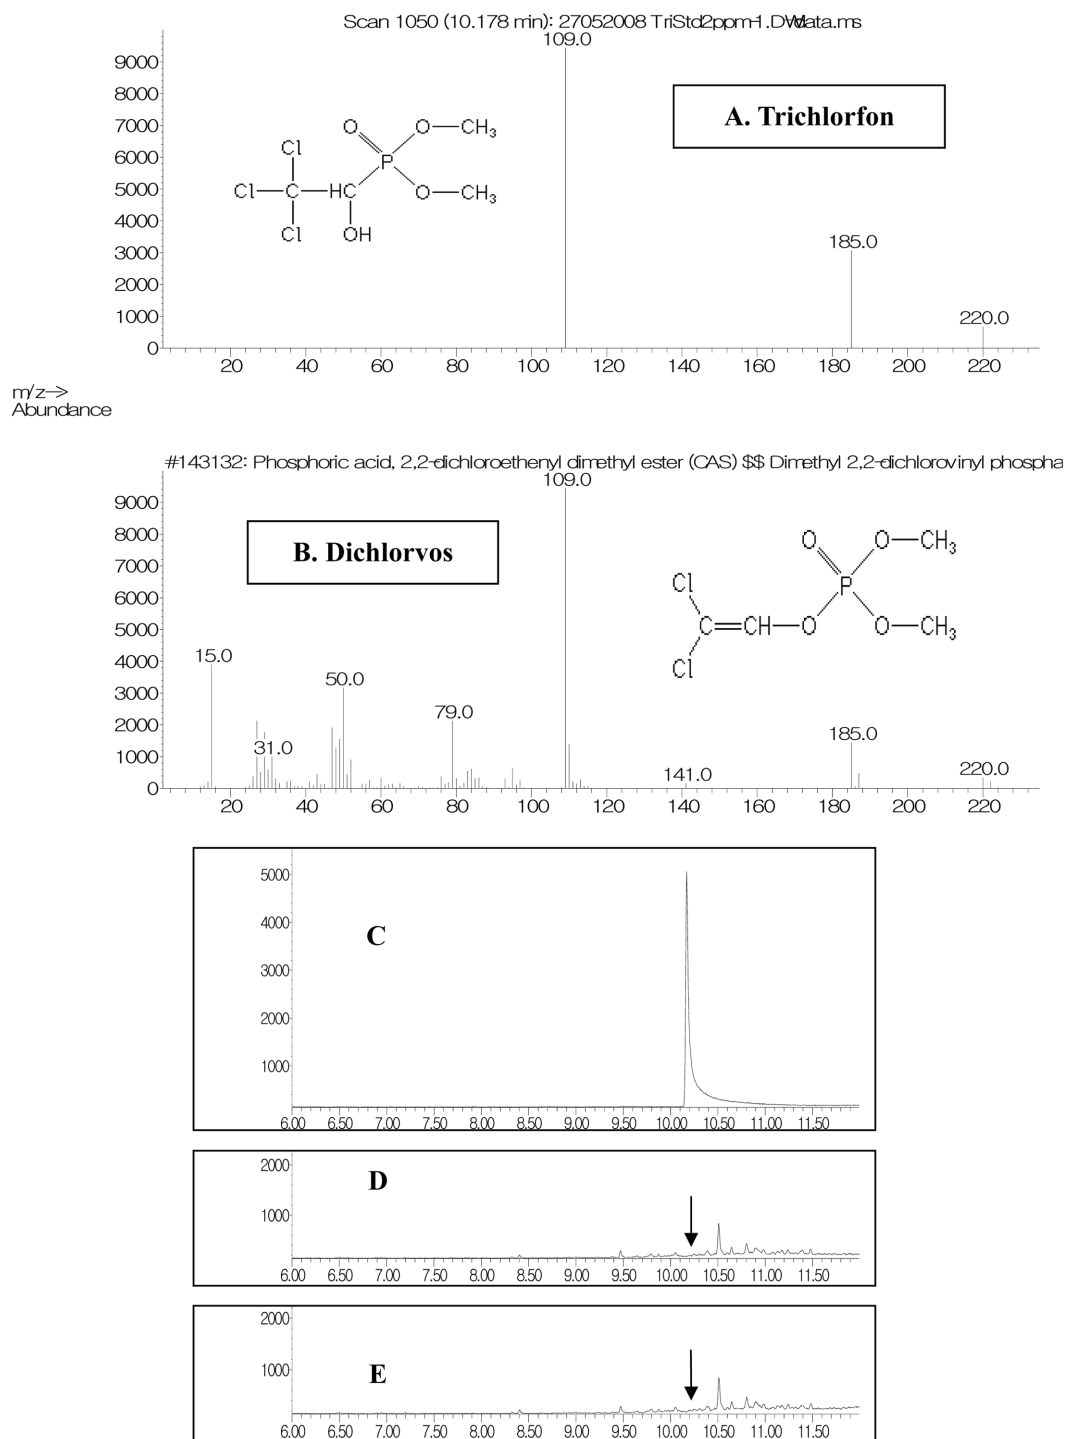 Scan 1050 (10.178 min): 27052008 TriStd2ppm-1.D\data.ms
109.0
9000
8000
7000
6000
5000
4000
3000
2000
1000
0
A. Trichlorfon
O O—CH3
Cl P
Cl—C—HC O—CH3
Cl OH
185.0
220.0
20 40 60 80 100 120 140 160 180 200 220
m/z-->
Abundance
#143132: Phosphoric acid, 2,2-dichloroethenyl dimethyl ester (CAS) $$ Dimethyl 2,2-dichlorovinyl phospha
109.0
9000
8000
7000
6000
5000
4000
3000
2000
1000
0
B. Dichlorvos
O O—CH3
Cl P
C=CH—O O—CH3
Cl
15.0
50.0
79.0
31.0
141.0
185.0
220.0
20 40 60 80 100 120 140 160 180 200 220
5000
4000
3000
2000
1000
C
6.00 6.50 7.00 7.50 8.00 8.50 9.00 9.50 10.00 10.50 11.00 11.50
2000
1000
D
6.00 6.50 7.00 7.50 8.00 8.50 9.00 9.50 10.00 10.50 11.00 11.50
2000
1000
E
6.00 6.50 7.00 7.50 8.00 8.50 9.00 9.50 10.00 10.50 11.00 11.50